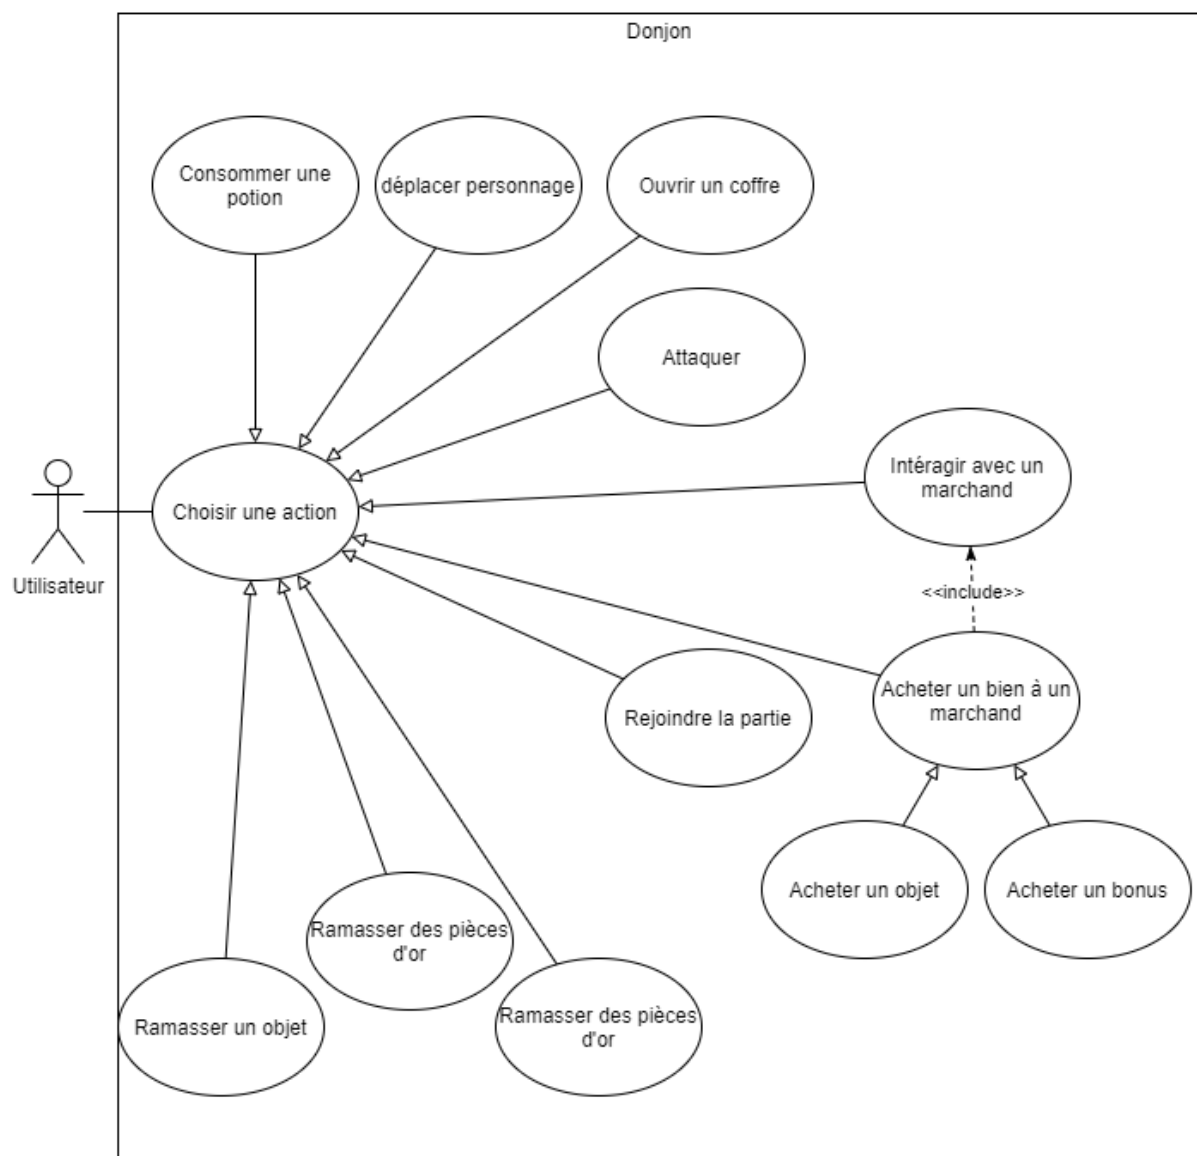 Donjon
Consommer une
potion
déplacer personnage
Ouvrir un coffre
Attaquer
Intéragir avec un
marchand
Choisir une action
Utilisateur
<<include>>
Acheter un bien à un
marchand
Rejoindre la partie
Acheter un objet
Acheter un bonus
Ramasser des pièces
d'or
Ramasser un objet
Ramasser des pièces
d'or